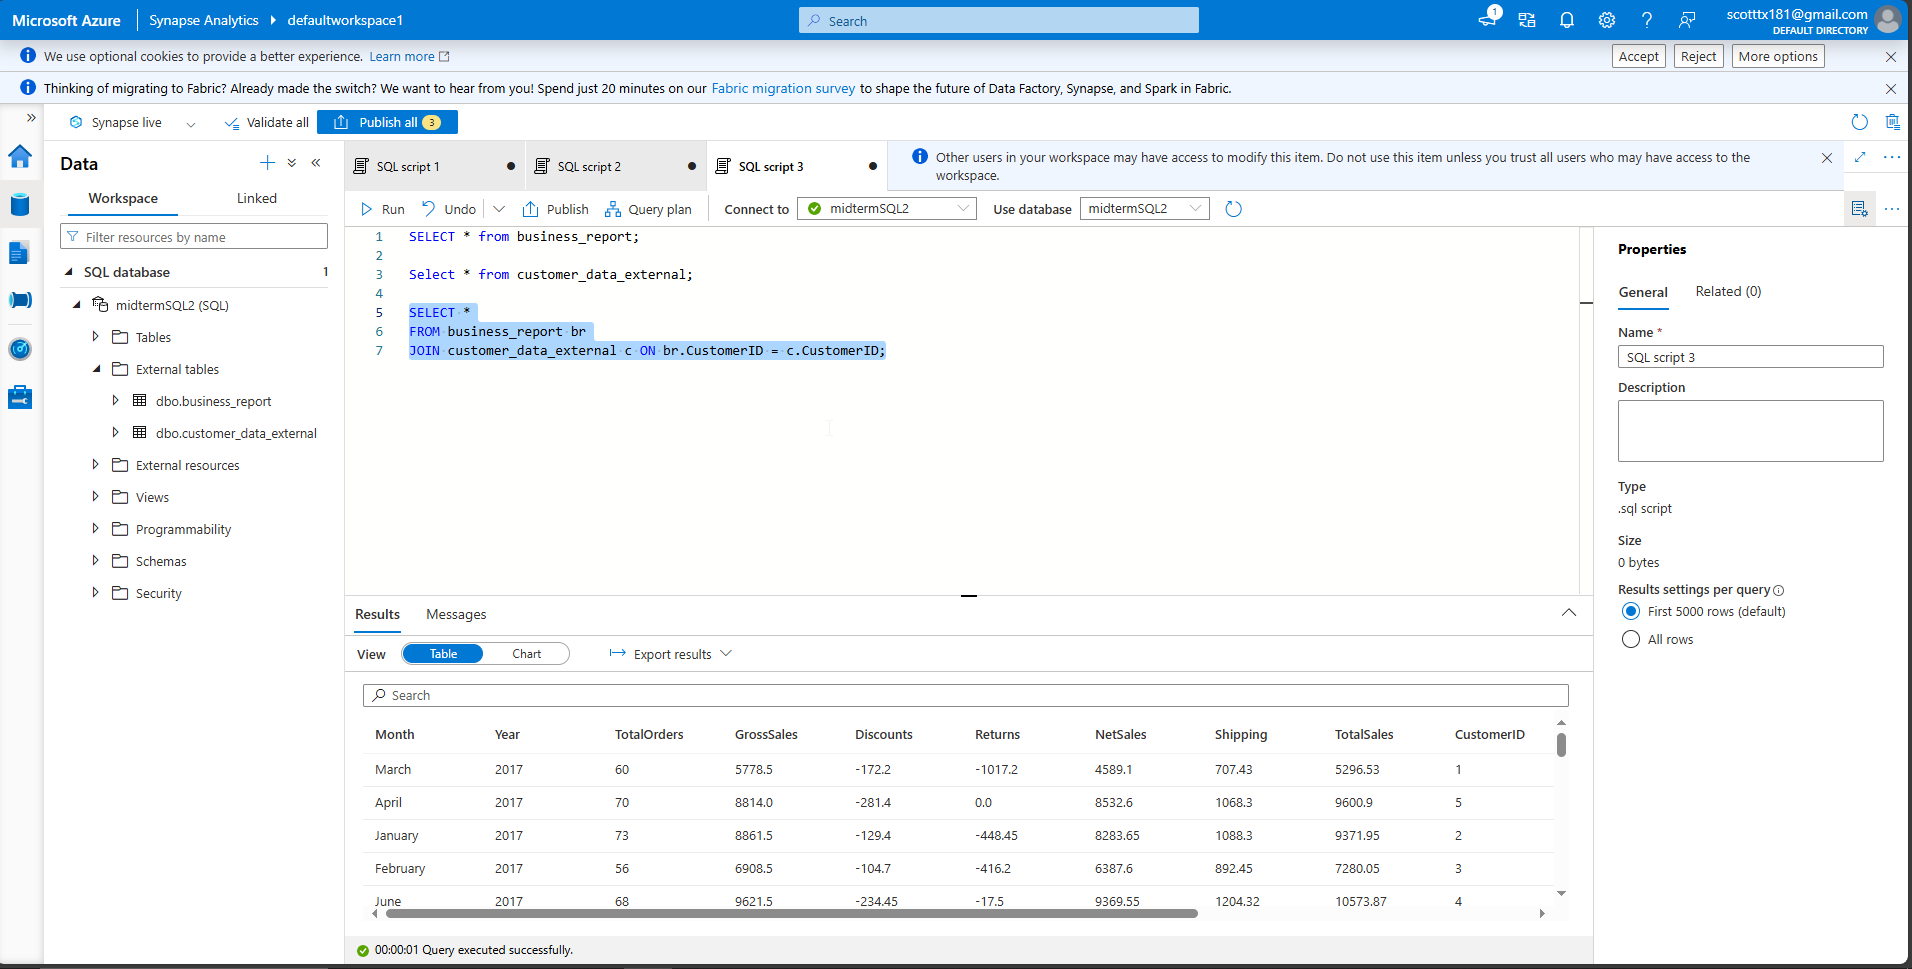 Microsoft Azure
Synapse Analytics
defaultworkspace1
Search
1
scotttx181@gmail.com
DEFAULT DIRECTORY
We use optional cookies to provide a better experience. Learn more
Accept
Reject
More options
Thinking of migrating to Fabric? Already made the switch? We want to hear from you! Spend just 20 minutes on our Fabric migration survey to shape the future of Data Factory, Synapse, and Spark in Fabric.
Synapse live
Validate all
Publish all 3
Data
Workspace
Linked
Filter resources by name
SQL database 1
midtermSQL2 (SQL)
Tables
External tables
dbo.business_report
dbo.customer_data_external
External resources
Views
Programmability
Schemas
Security
SQL script 1
SQL script 2
SQL script 3
Other users in your workspace may have access to modify this item. Do not use this item unless you trust all users who may have access to the
workspace.
Run
Undo
Publish
Query plan
Connect to
midtermSQL2
Use database
midtermSQL2
1 SELECT * from business_report;
2
3 Select * from customer_data_external;
4
5 SELECT *
6 FROM business_report br
7 JOIN customer_data_external c ON br.CustomerID = c.CustomerID;
Results
Messages
View
Table
Chart
Export results
Search
Month Year TotalOrders GrossSales Discounts Returns NetSales Shipping TotalSales CustomerID
March 2017 60 5778.5 -172.2 -1017.2 4589.1 707.43 5296.53 1
April 2017 70 8814.0 -281.4 0.0 8532.6 1068.3 9600.9 5
January 2017 73 8861.5 -129.4 -448.45 8283.65 1088.3 9371.95 2
February 2017 56 6908.5 -104.7 -416.2 6387.6 892.45 7280.05 3
June 2017 68 9621.5 -234.45 -17.5 9369.55 1204.32 10573.87 4
00:00:01 Query executed successfully.
Properties
General
Related (0)
Name *
SQL script 3
Description
Type
.sql script
Size
0 bytes
Results settings per query
First 5000 rows (default)
All rows